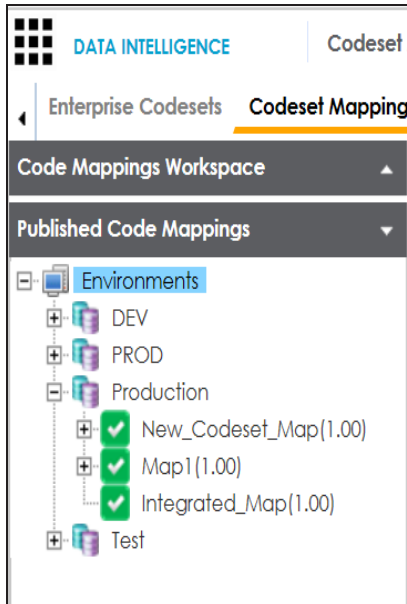 DATA INTELLIGENCE Codeset
Enterprise Codesets Codeset Mapping
Code Mappings Workspace
Published Code Mappings
Environments
DEV
PROD
Production
New_Codeset_Map(1.00)
Map1(1.00)
Integrated_Map(1.00)
Test